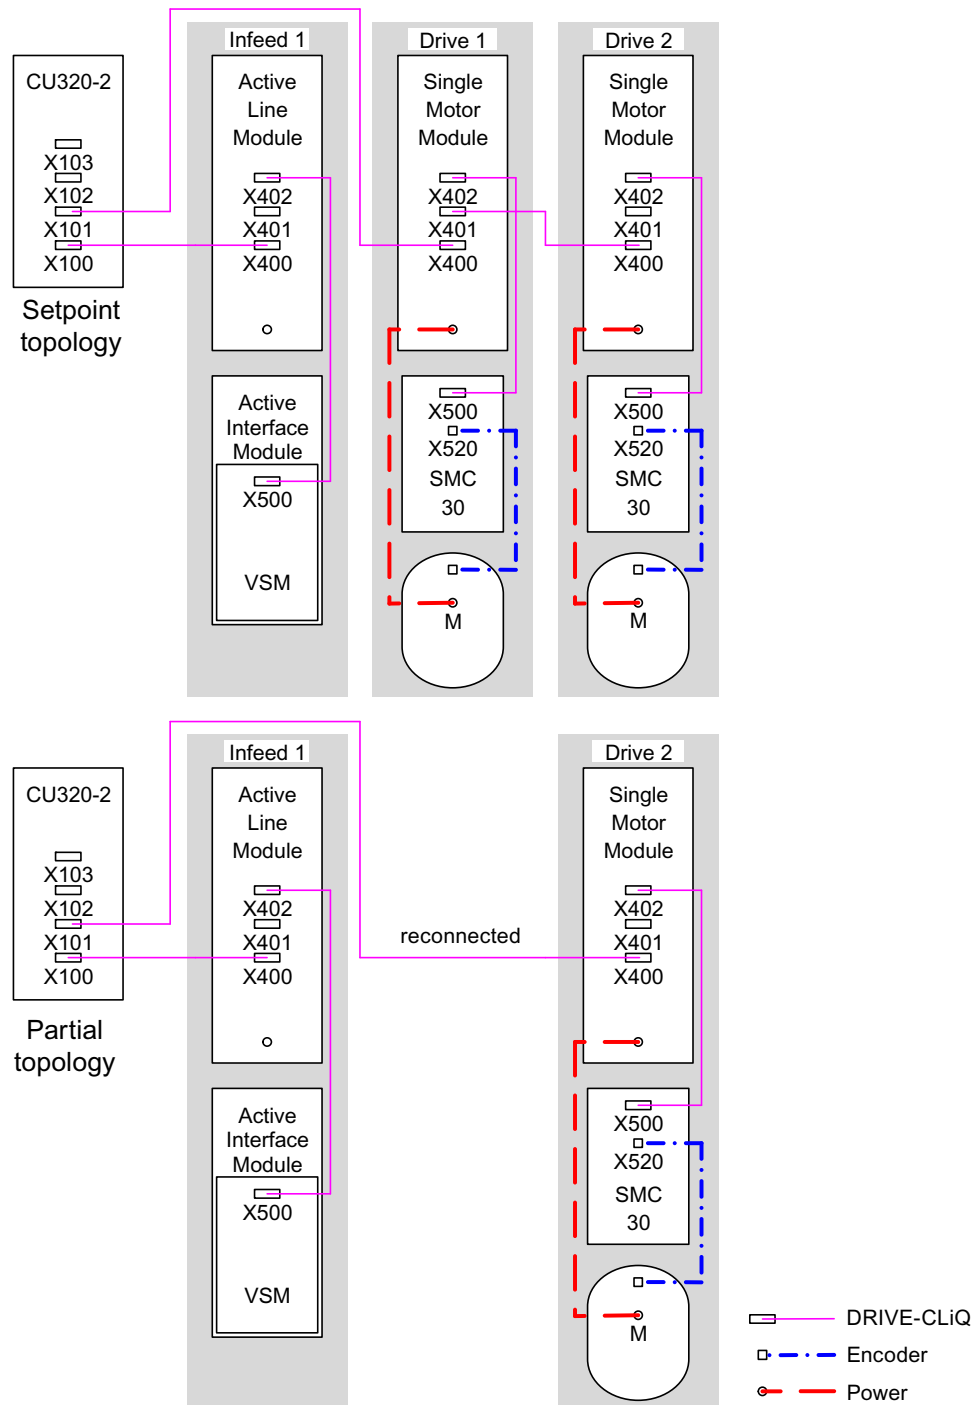 Infeed 1
Drive 1
Drive 2
CU320-2
X103
X102
X101
X100
Setpoint
topology
Active
Line
Module
X402
X401
X400
Active
Interface
Module
X500
VSM
Single
Motor
Module
X402
X401
X400
X500
X520
SMC
30
M
Single
Motor
Module
X402
X401
X400
X500
X520
SMC
30
M
Infeed 1
Drive 2
CU320-2
X103
X102
X101
X100
Partial
topology
Active
Line
Module
X402
X401
X400
Active
Interface
Module
X500
VSM
reconnected
Single
Motor
Module
X402
X401
X400
X500
X520
SMC
30
M
DRIVE-CLiQ
Encoder
Power